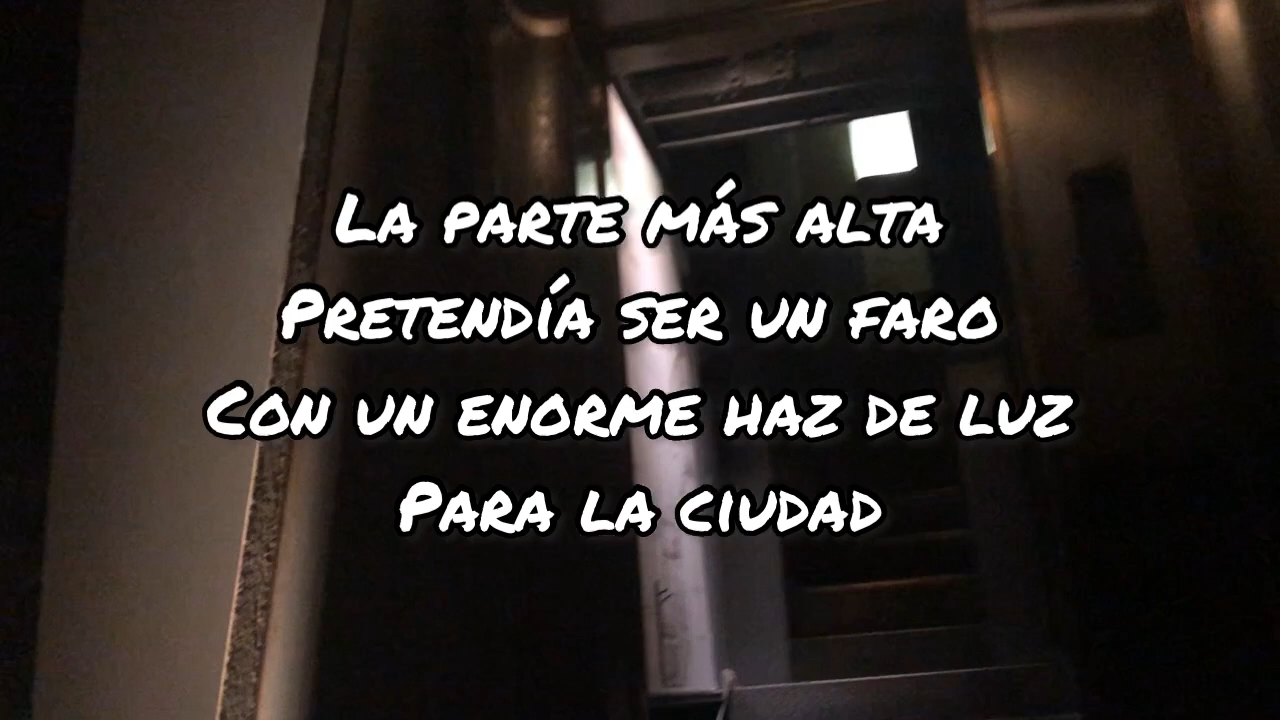 La parte más alta
Pretendía ser un faro
Con un enorme haz de luz
Para la ciudad